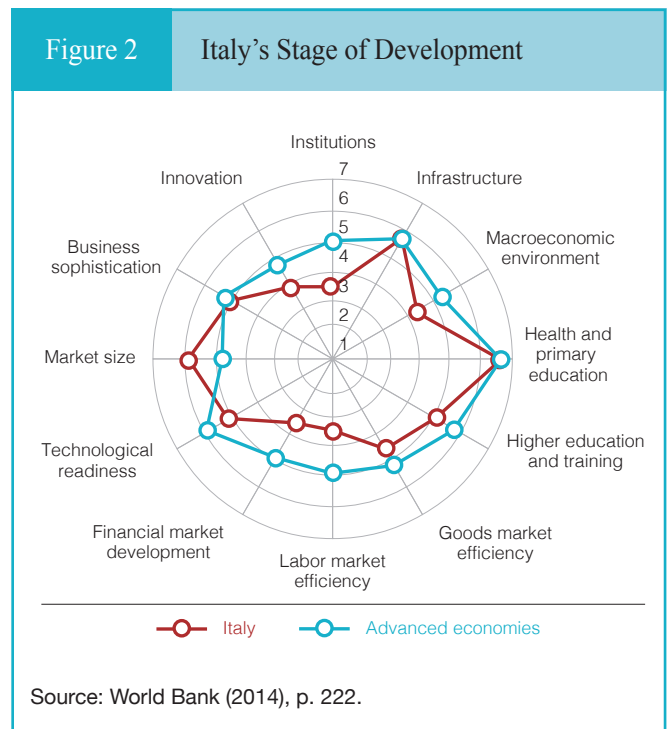 Figure 2
Italy's Stage of Development
Institutions
7
6
5
4
3
2
1
Infrastructure
Macroeconomic
environment
Health and
primary
education
Higher education
and training
Goods market
efficiency
Labor market
efficiency
Financial market
development
Technological
readiness
Market size
Business
sophistication
Innovation
Italy
Advanced economies
Source: World Bank (2014), p. 222.